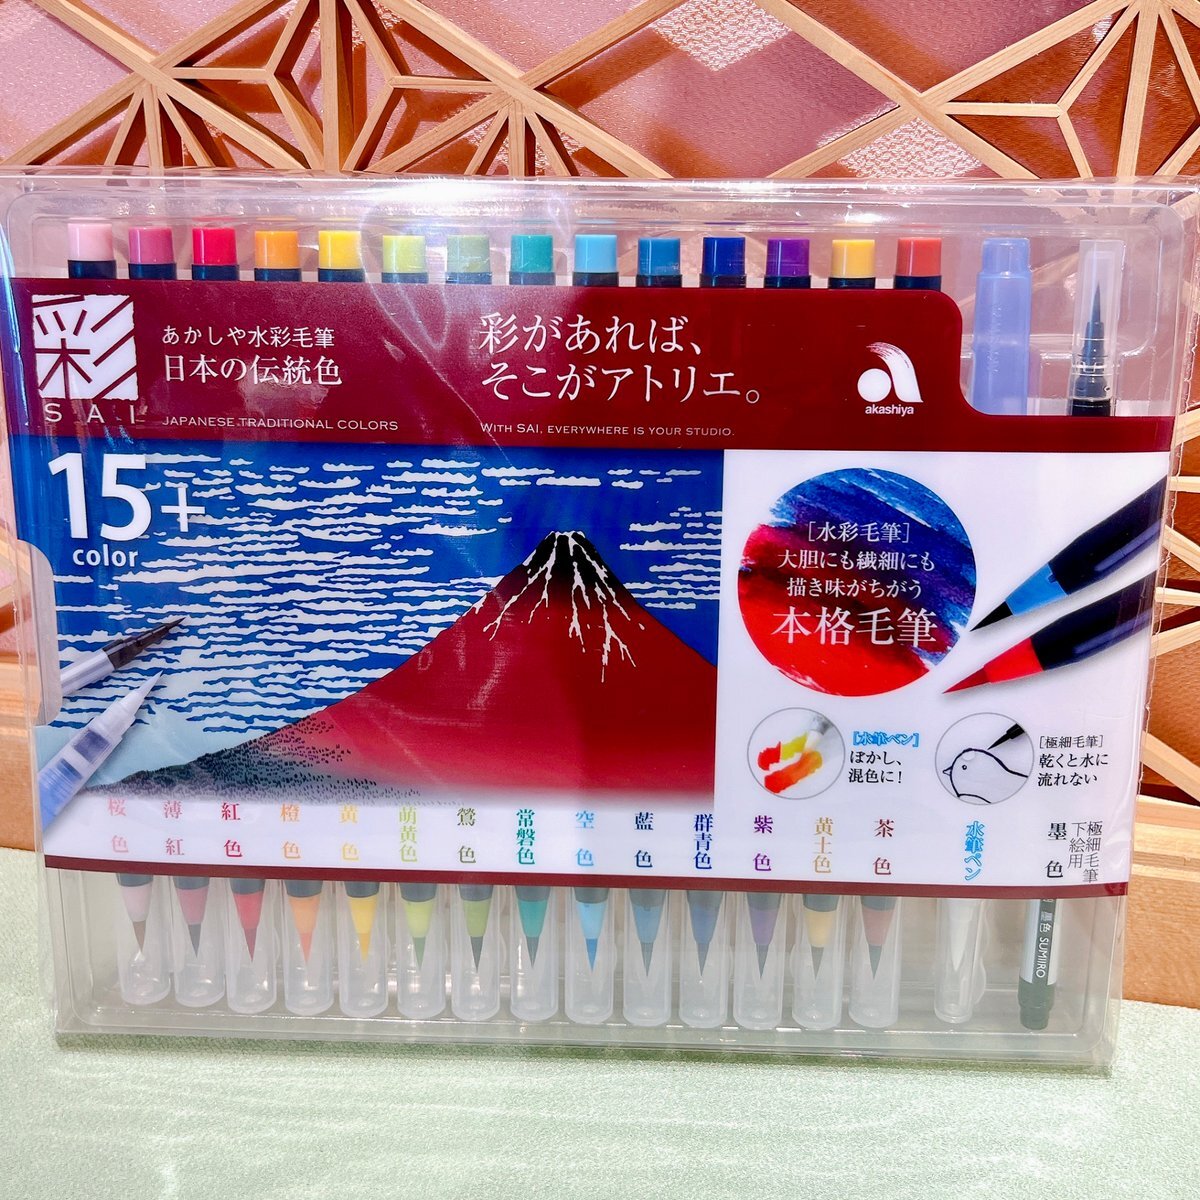 彩
SAI
あかしや水彩毛筆
日本の伝統色
JAPANESE TRADITIONAL COLORS
彩があれば、
そこがアトリエ。
WITH SAI, EVERYWHERE IS YOUR STUDIO.
akashiya
15+
color
[水彩毛筆]
大胆にも繊細にも
描き味がちがう
本格毛筆
[水筆ペン]
ぼかし、
混色に!
[極細毛筆]
乾くと水に
流れない
桜色
薄紅
紅色
橙色
黄色
萌黄色
鶯色
常磐色
空色
藍色
群青色
紫色
黄土色
茶色
水筆ペン
極細毛筆
下絵用
墨色
墨色 SUMIIRO